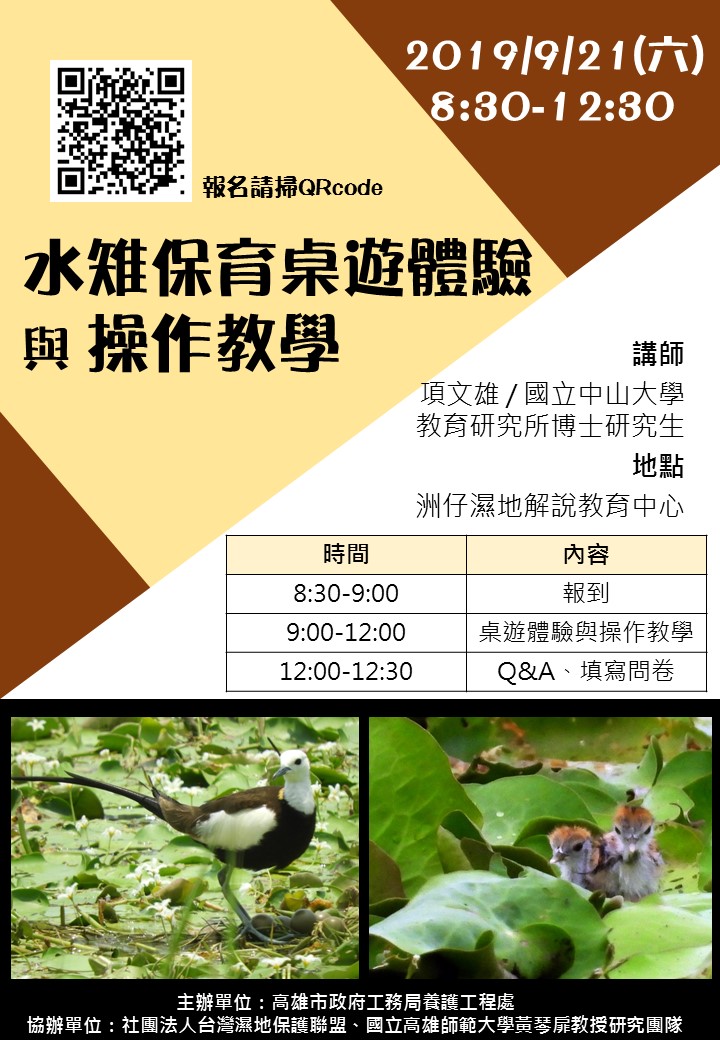 2019/9/21(六)
8:30-12:30
報名請掃QRcode
水雉保育桌遊體驗
與 操作教學
講師
項文雄 / 國立中山大學
教育研究所博士研究生
地點
洲仔濕地解說教育中心
時間 內容
8:30-9:00 報到
9:00-12:00 桌遊體驗與操作教學
12:00-12:30 Q&A、填寫問卷
主辦單位：高雄市政府工務局養護工程處
協辦單位：社團法人台灣濕地保護聯盟、國立高雄師範大學黃琴扉教授研究團隊